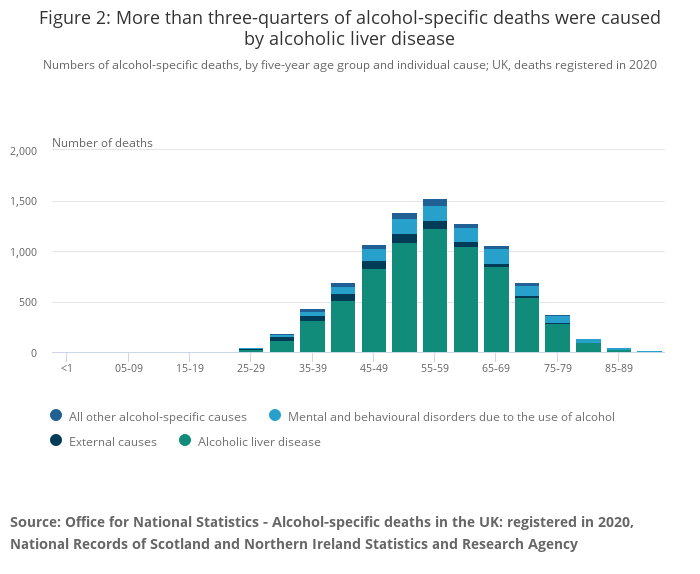 Figure 2: More than three-quarters of alcohol-specific deaths were caused
by alcoholic liver disease
Numbers of alcohol-specific deaths, by five-year age group and individual cause; UK, deaths registered in 2020
Number of deaths
2,000
1,500
1,000
500
0
<1 05-09 15-19 25-29 35-39 45-49 55-59 65-69 75-79 85-89
All other alcohol-specific causes Mental and behavioural disorders due to the use of alcohol
External causes Alcoholic liver disease
Source: Office for National Statistics - Alcohol-specific deaths in the UK: registered in 2020,
National Records of Scotland and Northern Ireland Statistics and Research Agency